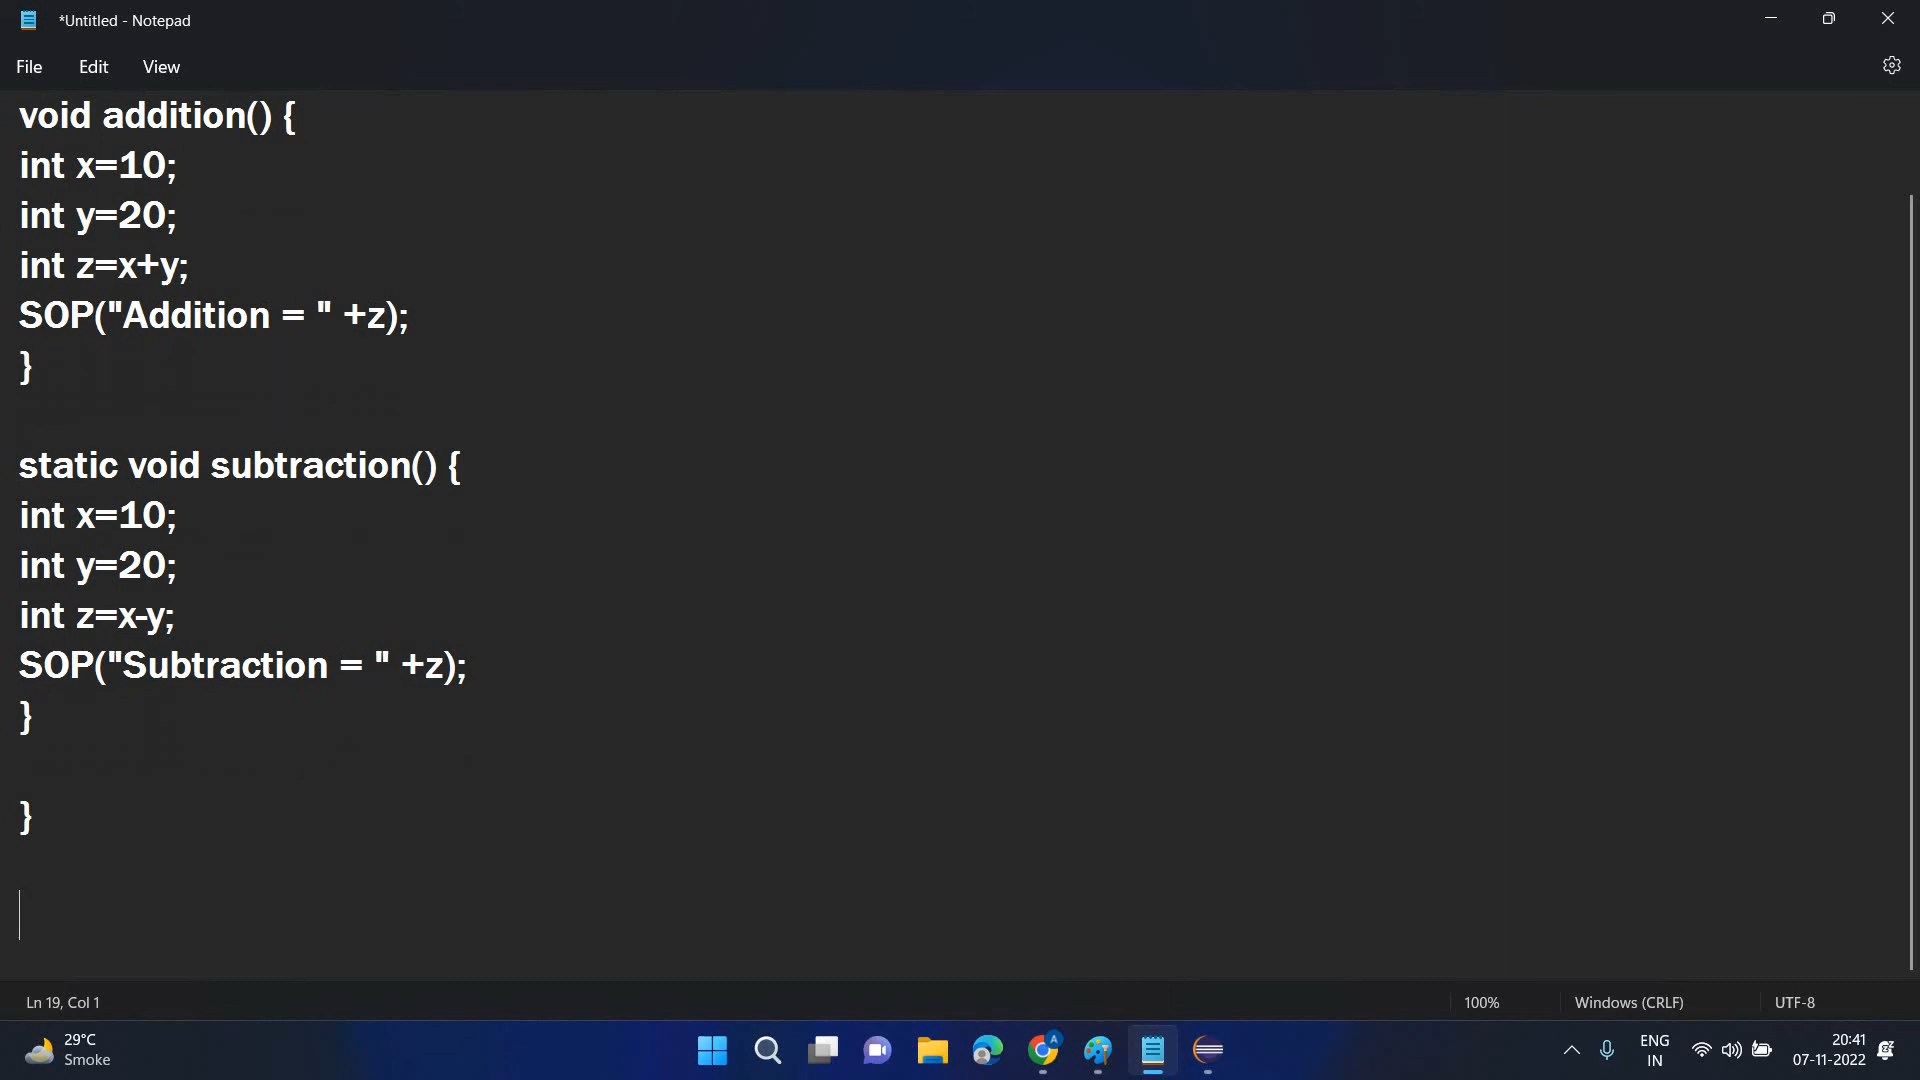 *Untitled - Notepad
File Edit View
void addition() {
int x=10;
int y=20;
int z=x+y;
SOP("Addition = " +z);
}
static void subtraction() {
int x=10;
int y=20;
int z=x-y;
SOP("Subtraction = " +z);
}
}
Ln 19, Col 1 100% Windows (CRLF) UTF-8
29°C
Smoke
A
ENG
IN
20:41
07-11-2022